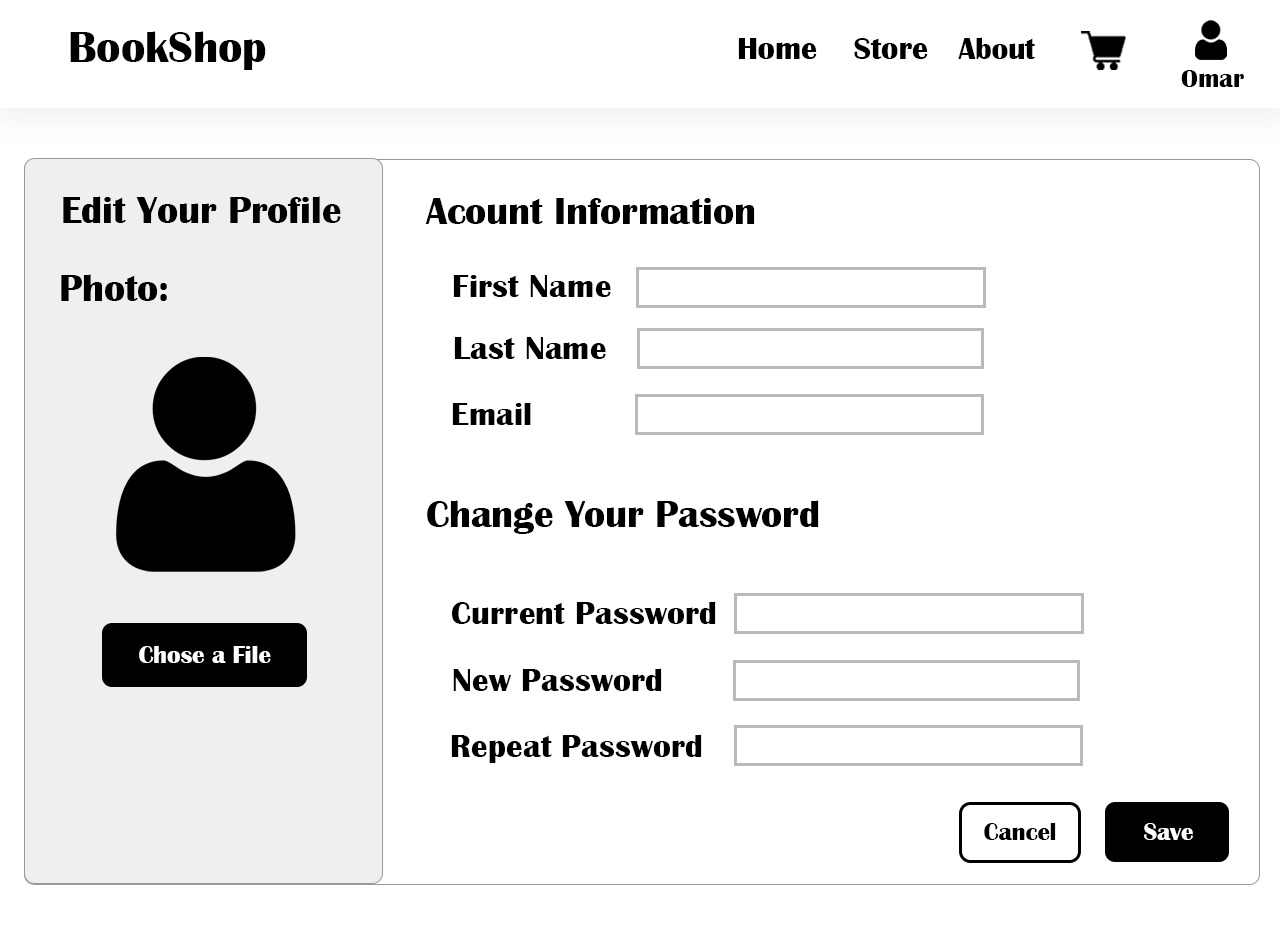 BookShop
Home Store About
Omar
Edit Your Profile
Photo:
Chose a File
Acount Information
First Name
Last Name
Email
Change Your Password
Current Password
New Password
Repeat Password
Cancel Save